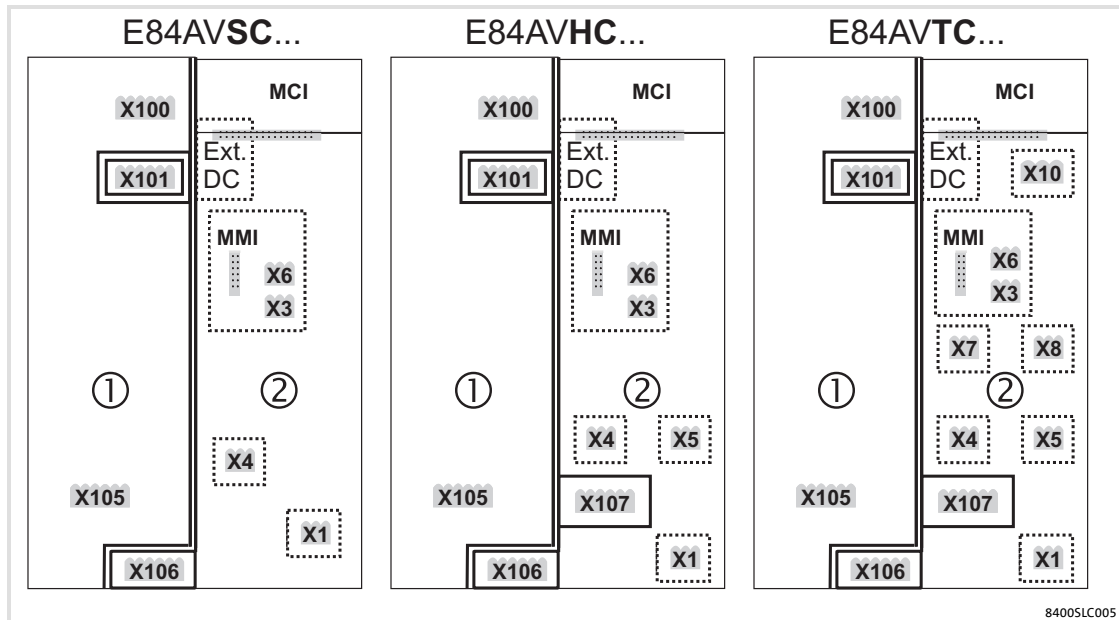 E84AVSC...
X100
MCI
Ext.
DC
X101
MMI
X6
X3
①
②
X4
X105
X1
X106
E84AVHC...
X100
MCI
Ext.
DC
X101
MMI
X6
X3
①
②
X4
X5
X105
X107
X1
X106
E84AVTC...
X100
MCI
Ext.
DC
X101
X10
MMI
X6
X3
X7
X8
①
②
X4
X5
X105
X107
X1
X106
8400SLC005